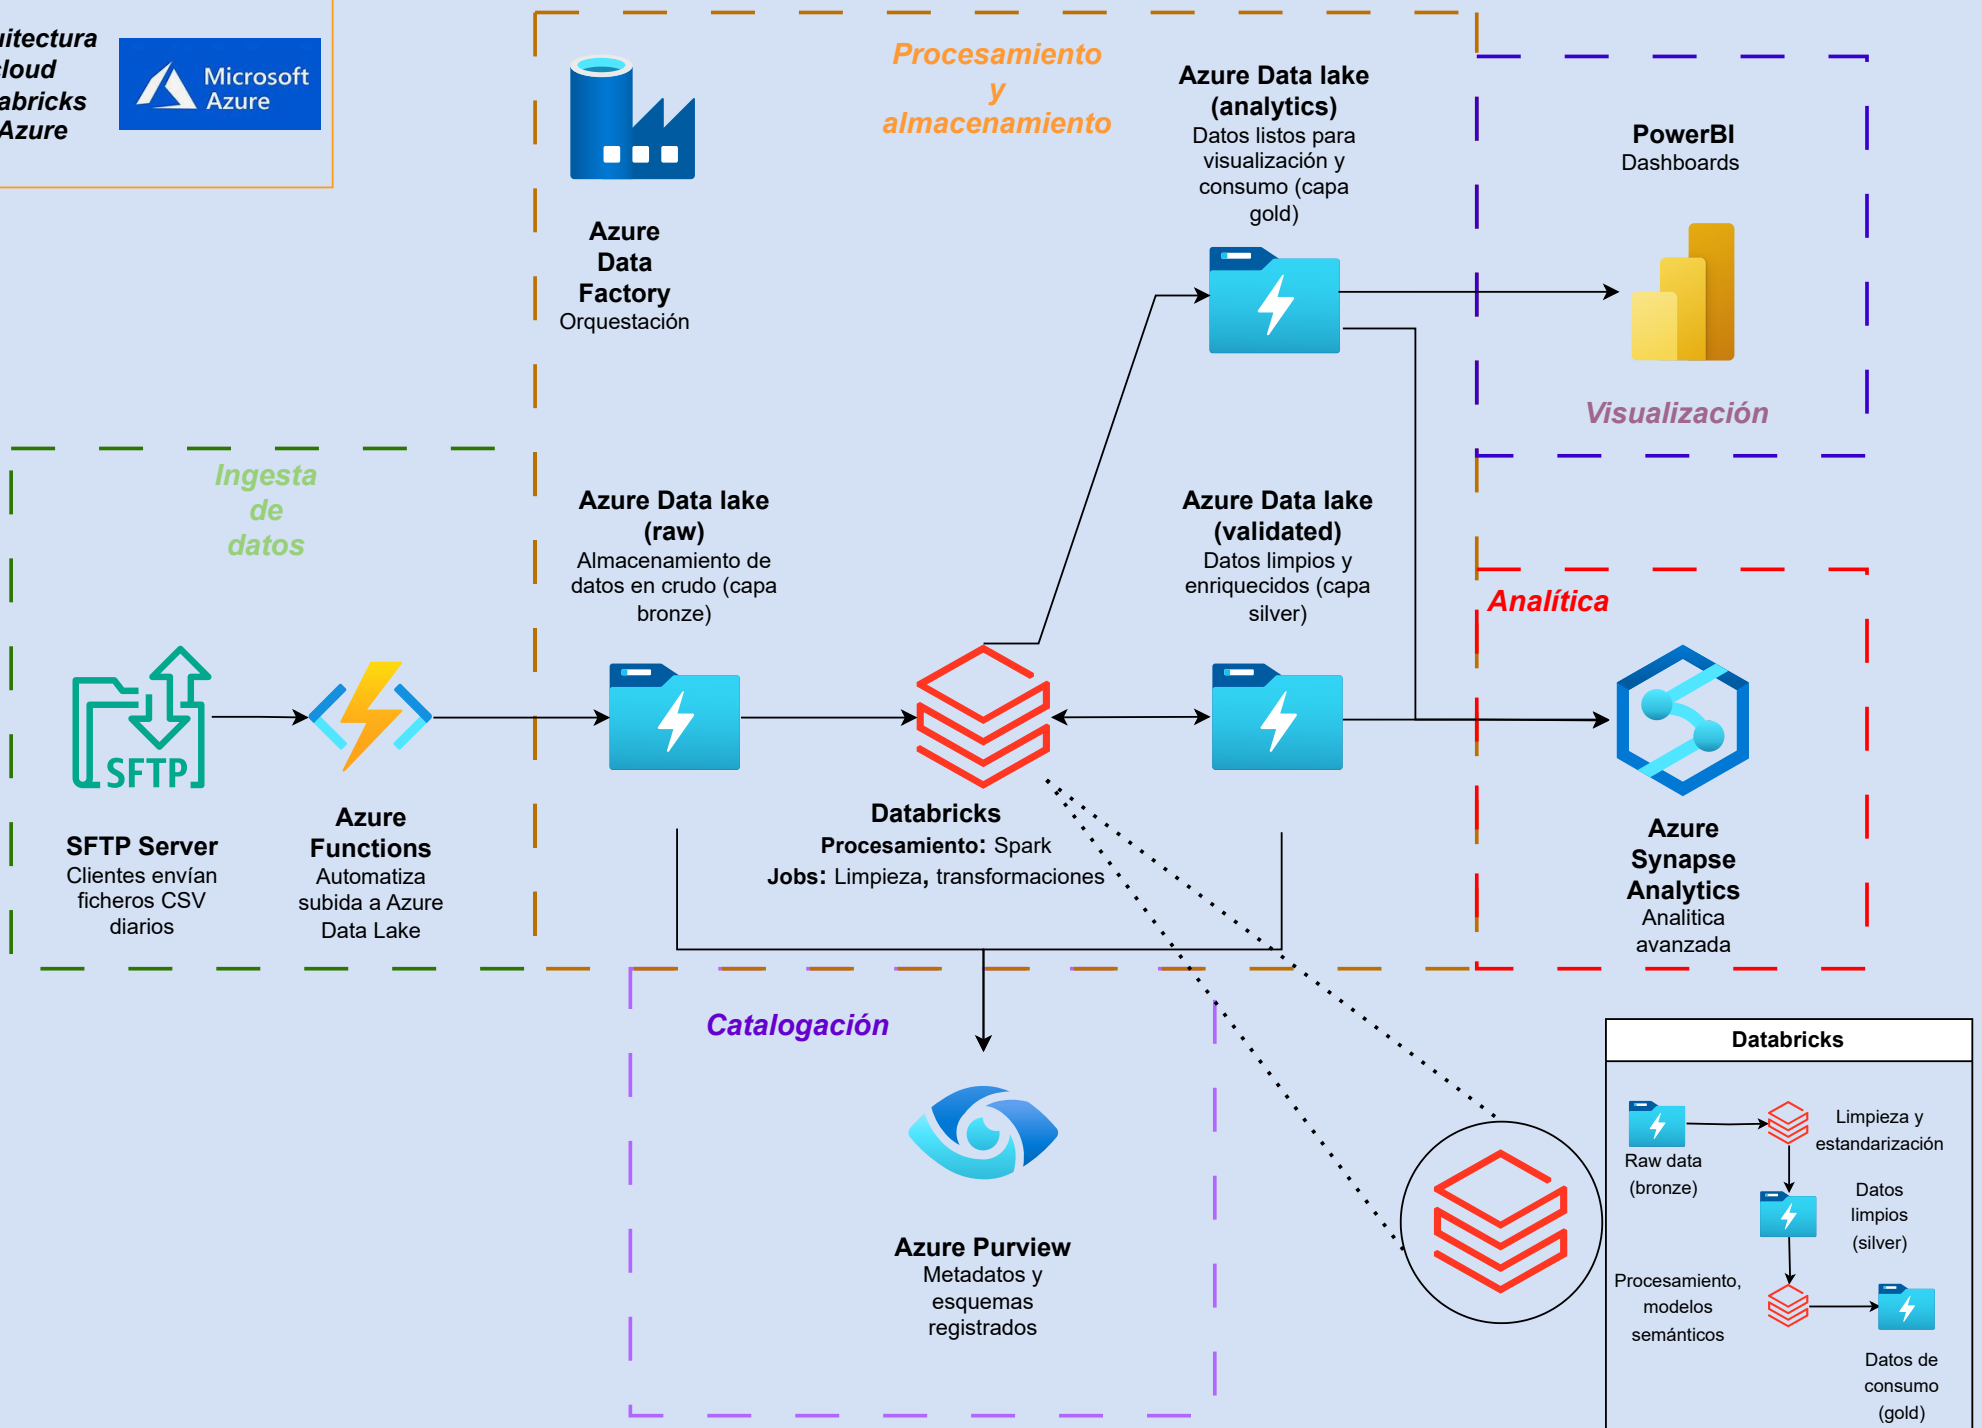 uitectura
cloud
abricks
Azure
Microsoft
Azure
Procesamiento
y
almacenamiento
Azure
Data
Factory
Orquestación
Azure Data lake
(analytics)
Datos listos para
visualización y
consumo (capa
gold)
PowerBI
Dashboards
Visualización
Ingesta
de
datos
Azure Data lake
(raw)
Almacenamiento de
datos en crudo (capa
bronze)
Azure Data lake
(validated)
Datos limpios y
enriquecidos (capa
silver)
Analítica
SFTP
SFTP Server
Clientes envían
ficheros CSV
diarios
Azure
Functions
Automatiza
subida a Azure
Data Lake
Databricks
Procesamiento: Spark
Jobs: Limpieza, transformaciones
Azure
Synapse
Analytics
Analitica
avanzada
Catalogación
Azure Purview
Metadatos y
esquemas
registrados
Databricks
Limpieza y
estandarización
Raw data
(bronze)
Datos
limpios
(silver)
Procesamiento,
modelos
semánticos
Datos de
consumo
(gold)